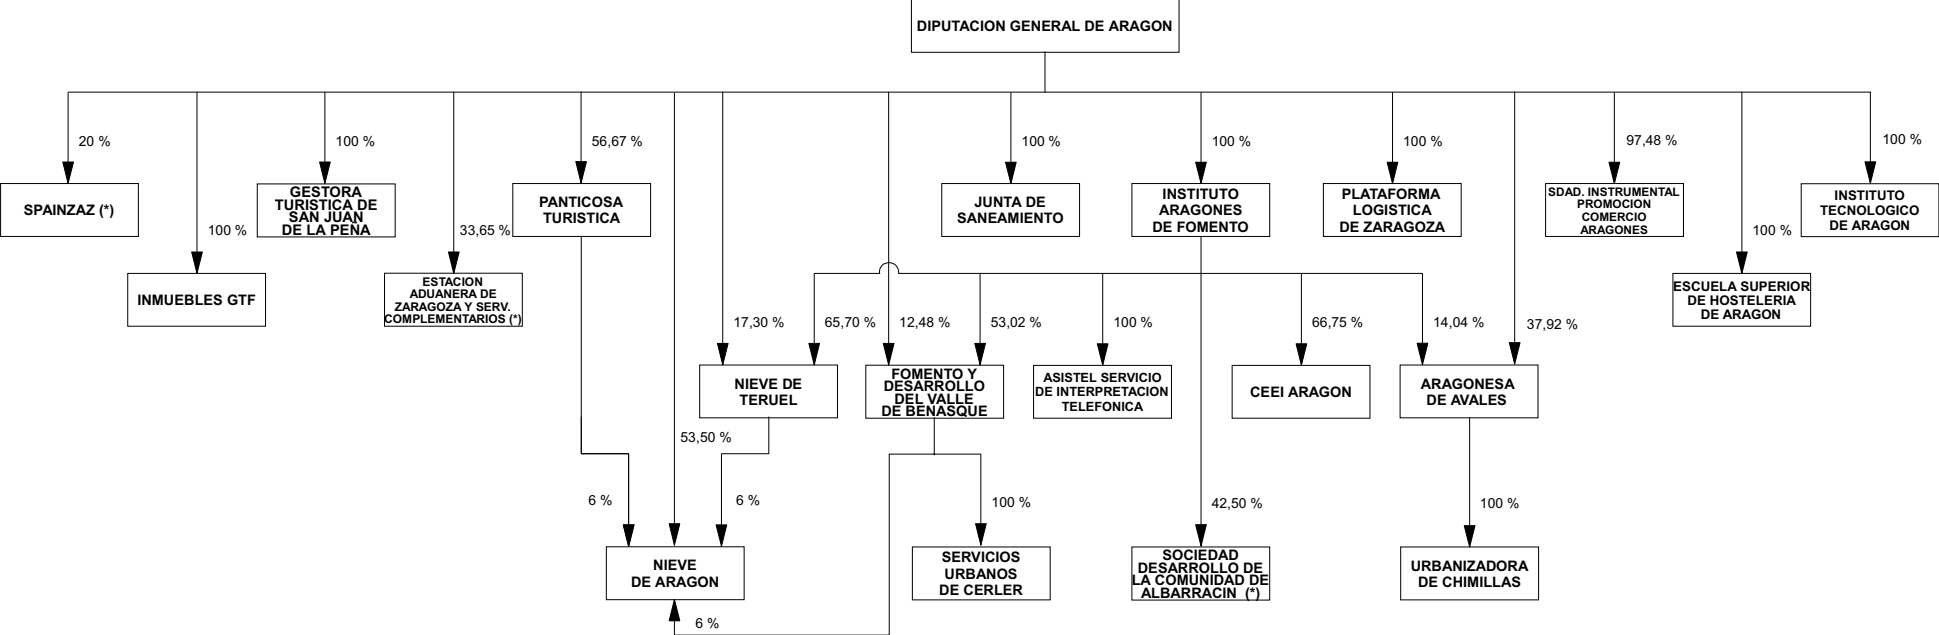 DIPUTACION GENERAL DE ARAGON
20 %
100 %
56,67 %
100 %
100 %
100 %
97,48 %
100 %
SPAINZAZ (*)
GESTORA
TURISTICA DE
SAN JUAN
DE LA PEÑA
PANTICOSA
TURISTICA
JUNTA DE
SANEAMIENTO
INSTITUTO
ARAGONES
DE FOMENTO
PLATAFORMA
LOGISTICA
DE ZARAGOZA
SDAD. INSTRUMENTAL
PROMOCION
COMERCIO
ARAGONES
INSTITUTO
TECNOLOGICO
DE ARAGON
100 %
33,65 %
100 %
INMUEBLES GTF
ESTACION
ADUANERA DE
ZARAGOZA Y SERV.
COMPLEMENTARIOS (*)
ESCUELA SUPERIOR
DE HOSTELERIA
DE ARAGON
17,30 %
65,70 %
12,48 %
53,02 %
100 %
66,75 %
14,04 %
37,92 %
NIEVE DE
TERUEL
FOMENTO Y
DESARROLLO
DEL VALLE
DE BENASQUE
ASISTEL SERVICIO
DE INTERPRETACION
TELEFONICA
CEEI ARAGON
ARAGONESA
DE AVALES
53,50 %
6 %
6 %
100 %
42,50 %
100 %
NIEVE
DE ARAGON
SERVICIOS
URBANOS
DE CERLER
SOCIEDAD
DESARROLLO DE
LA COMUNIDAD DE
ALBARRACIN (*)
URBANIZADORA
DE CHIMILLAS
6 %